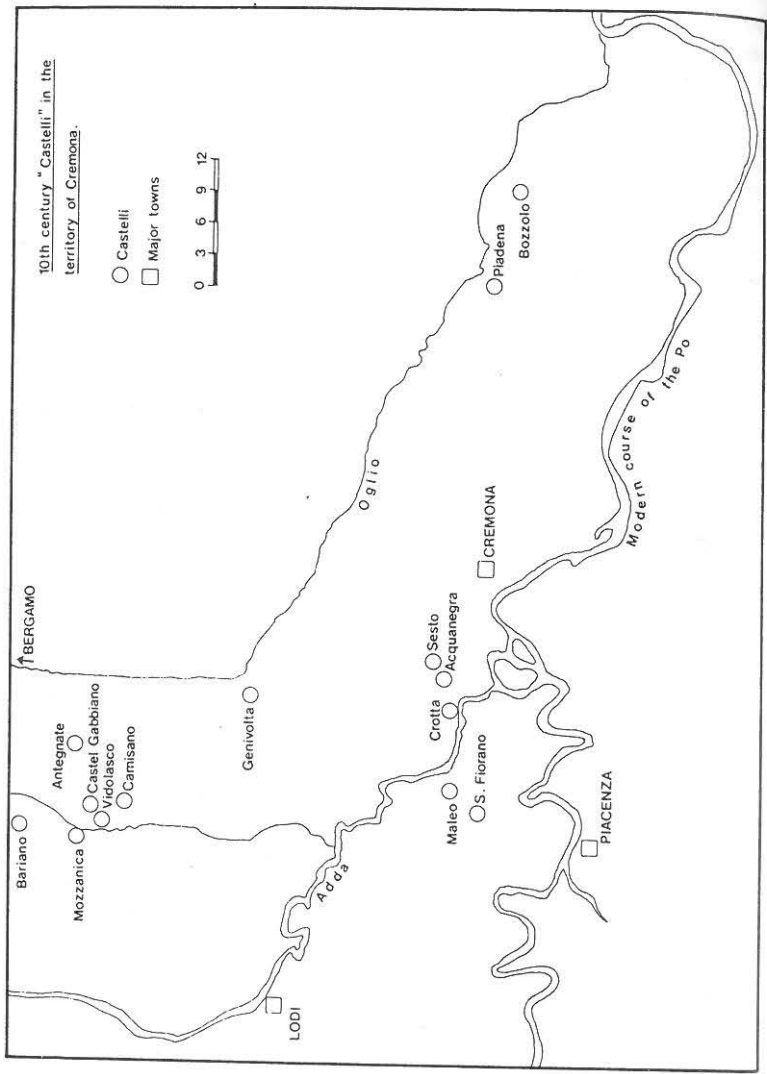 10th century "Castelli" in the
territory of Cremona.
Castelli
Major towns
0 3 6 9 12
BERGAMO
Bariano
Antegnate
Mozzanica
Castel Gabbiano
Vidolasco
Camisano
Genivolta
Oglio
LODI
Adda
Maleo
S. Fiorano
Crotta
Sesto
Acquanegra
CREMONA
Piadena
Bozzolo
PIACENZA
Modern course of the Po